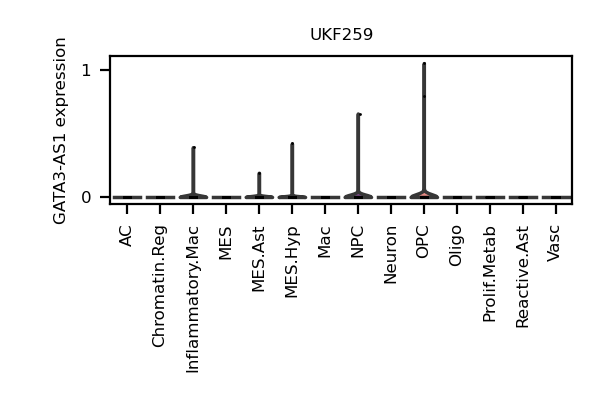 UKF259
GATA3-AS1 expression
1
0
AC
Chromatin.Reg
Inflammatory.Mac
MES
MES.Ast
MES.Hyp
Mac
NPC
Neuron
OPC
Oligo
Prolif.Metab
Reactive.Ast
Vasc